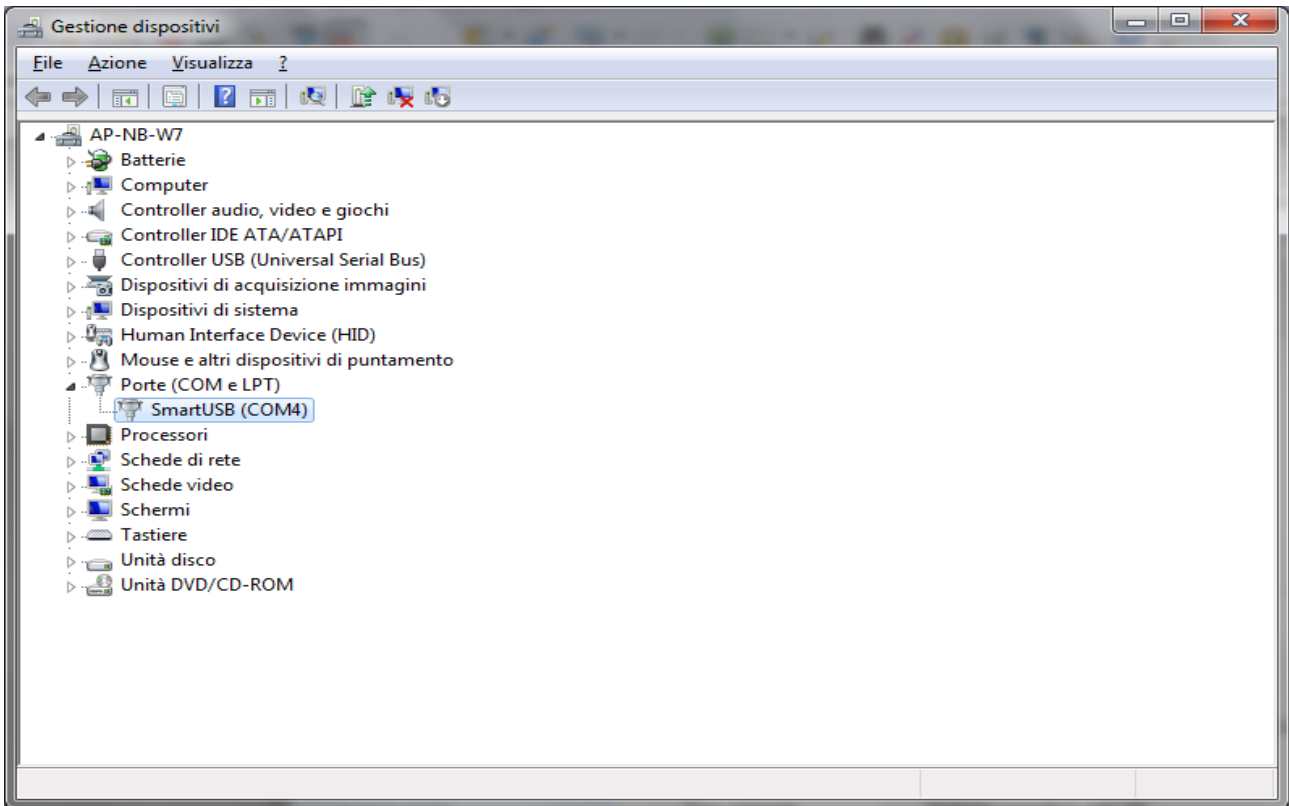 Gestione dispositivi
File Azione Visualizza ?
AP-NB-W7
Batterie
Computer
Controller audio, video e giochi
Controller IDE ATA/ATAPI
Controller USB (Universal Serial Bus)
Dispositivi di acquisizione immagini
Dispositivi di sistema
Human Interface Device (HID)
Mouse e altri dispositivi di puntamento
Porte (COM e LPT)
SmartUSB (COM4)
Processori
Schede di rete
Schede video
Schermi
Tastiere
Unità disco
Unità DVD/CD-ROM